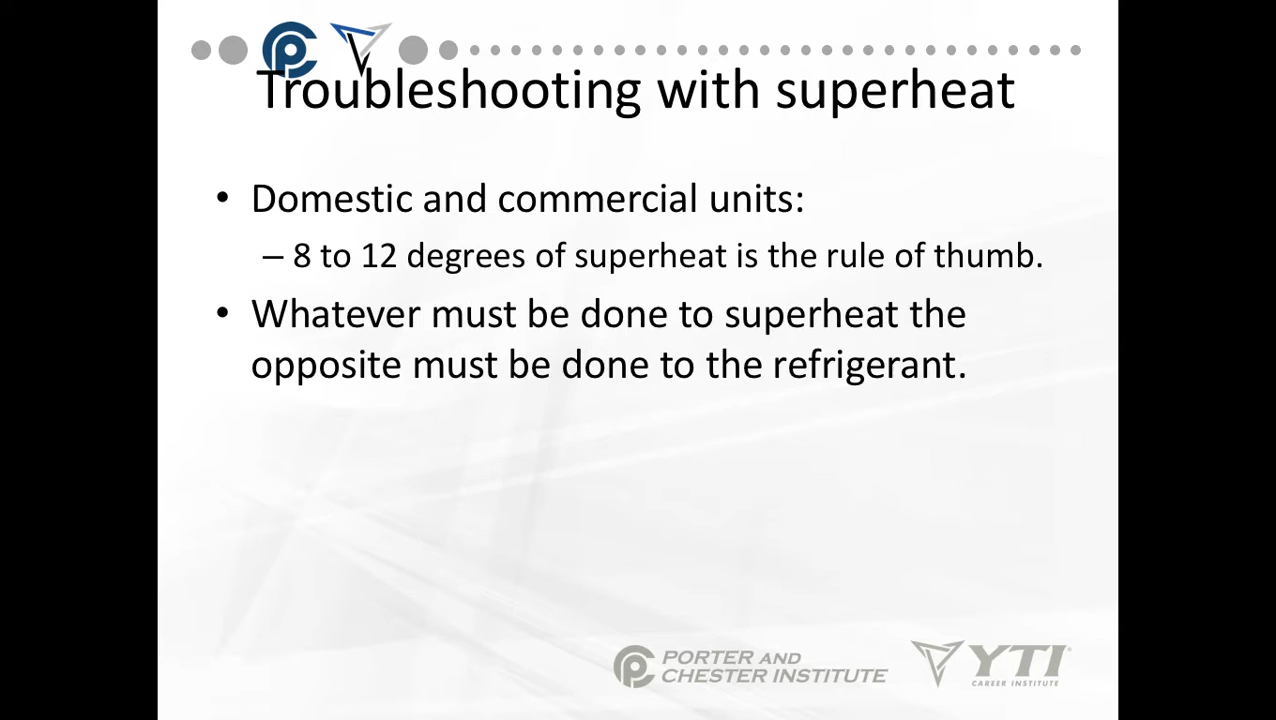 Troubleshooting with superheat
• Domestic and commercial units:
– 8 to 12 degrees of superheat is the rule of thumb.
• Whatever must be done to superheat the
opposite must be done to the refrigerant.
PORTER AND
CHESTER INSTITUTE
YTI
CAREER INSTITUTE